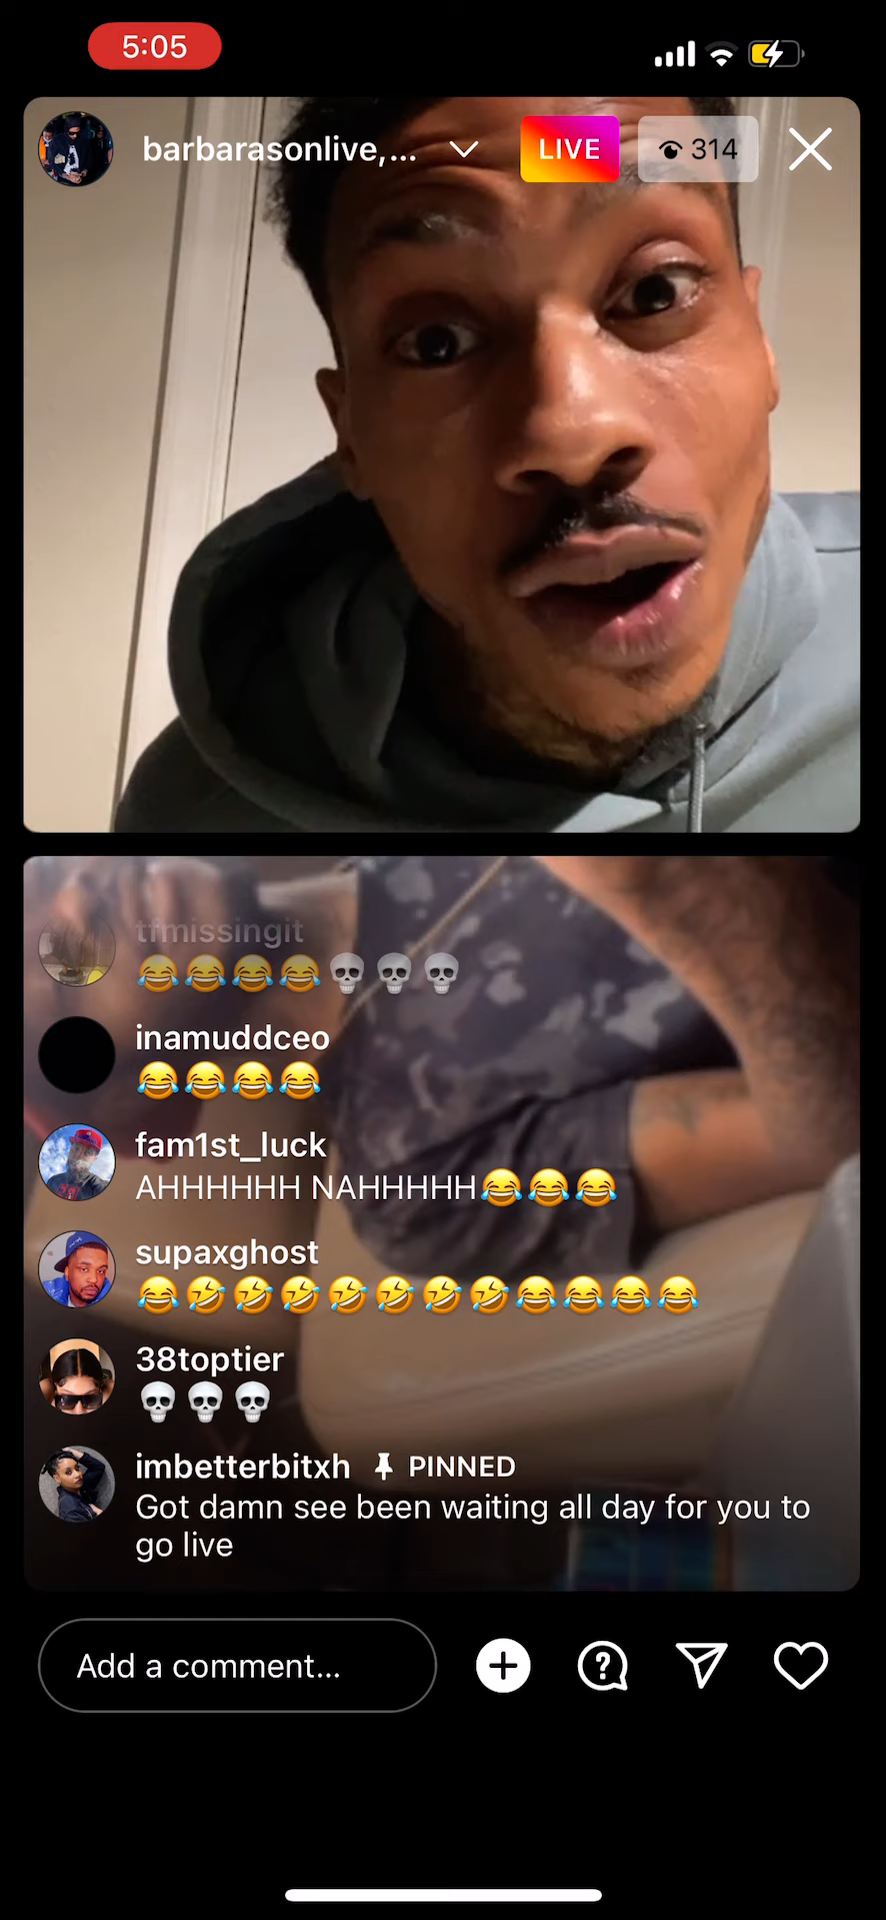 5:05
barbarasonlive,...
LIVE
314
tfmissingit
😂😂😂😂💀💀💀
inamuddceo
😂😂😂😂
fam1st_luck
AHHHHHH NAHHHHH😂😂😂
supaxghost
😂🤣🤣🤣🤣🤣🤣🤣😂😂😂😂
38toptier
💀💀💀
imbetterbitxh PINNED
Got damn see been waiting all day for you to
go live
Add a comment...